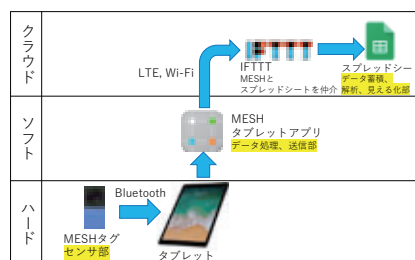 クラウド
LTE, Wi-Fi
IFTTT
IFTTT
MESHと
スプレッドシートを仲介
スプレッドシー
データ蓄積、
解析、見える化部
ソフト
MESH
タブレットアプリ
データ処理、送信部
ハード
Bluetooth
MESHタグ
センサ部
タブレット